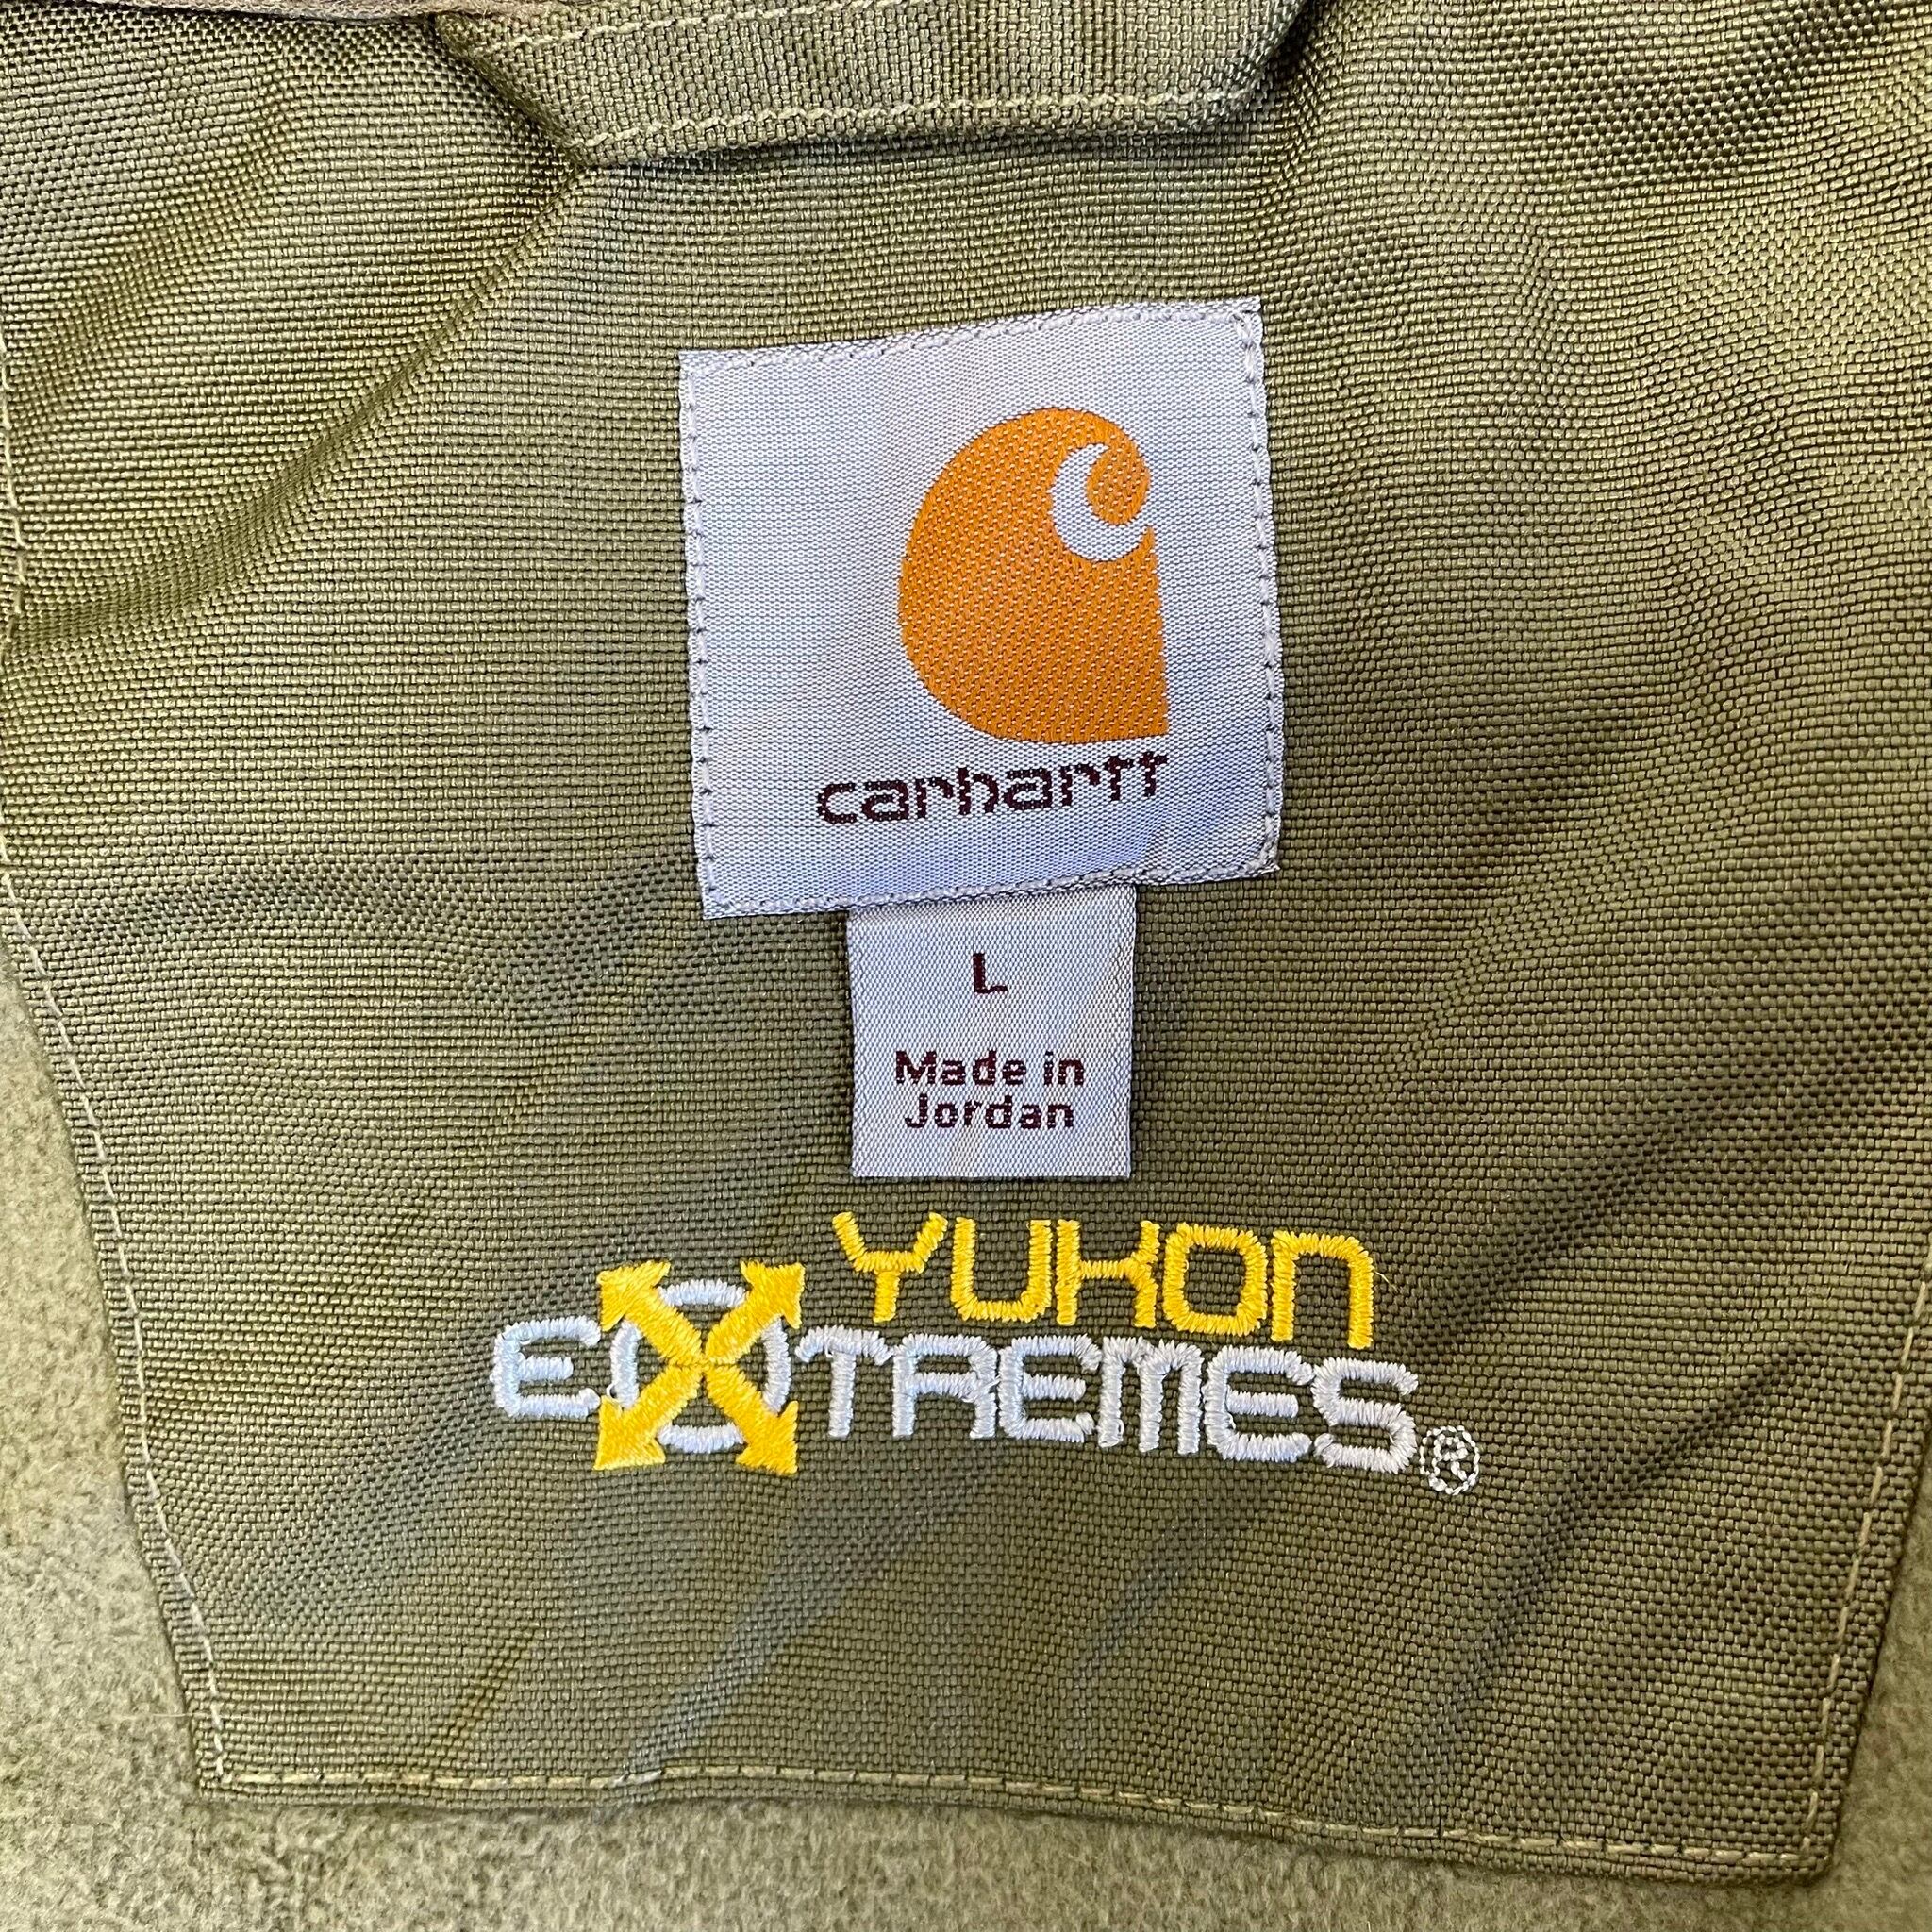 carhartt
L
Made in
Jordan
YUKON
EXTREMES®